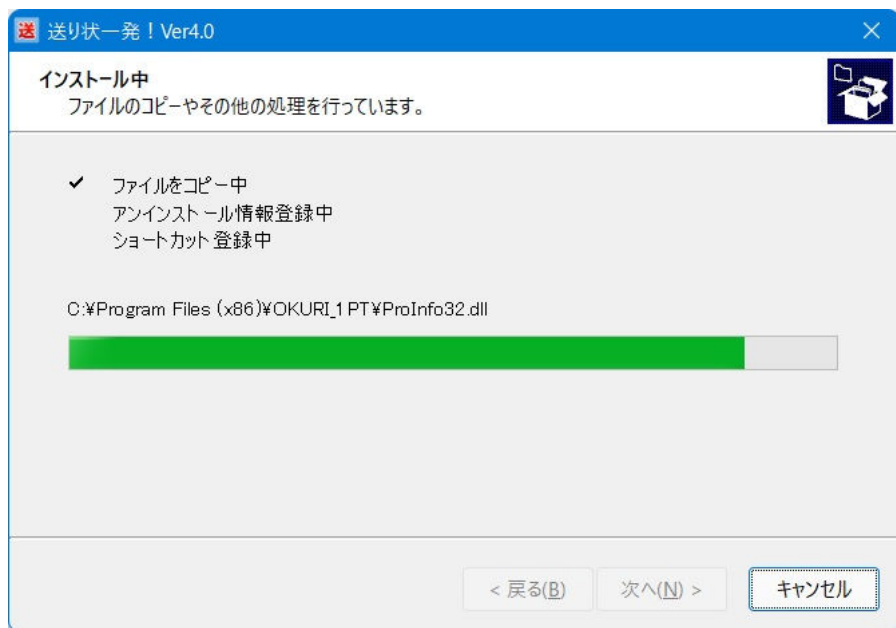 送 送り状一発！Ver4.0
インストール中
ファイルのコピーやその他の処理を行っています。
✔ ファイルをコピー中
アンインストール情報登録中
ショートカット登録中
C:¥Program Files (x86)¥OKURI_1PT¥ProInfo32.dll
< 戻る(B) 次へ(N) > キャンセル